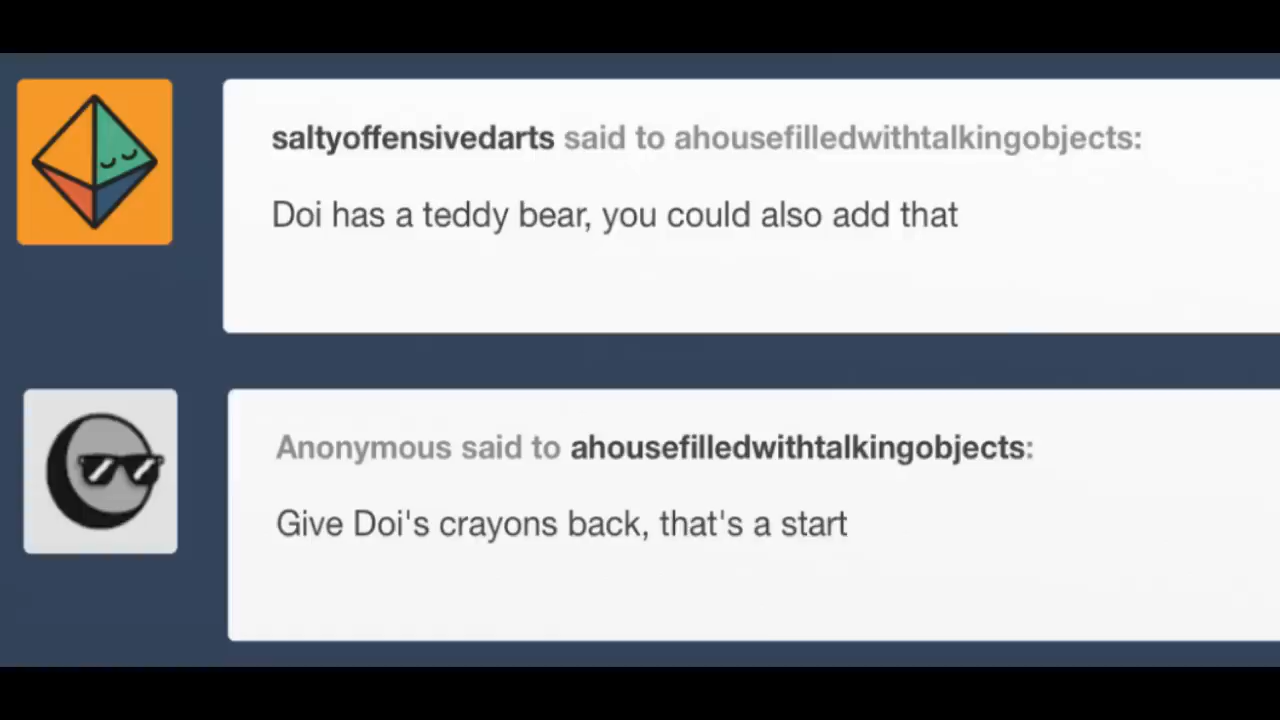 saltyoffensivedarts said to ahousefilledwithtalkingobjects:
Doi has a teddy bear, you could also add that
Anonymous said to ahousefilledwithtalkingobjects:
Give Doi's crayons back, that's a start